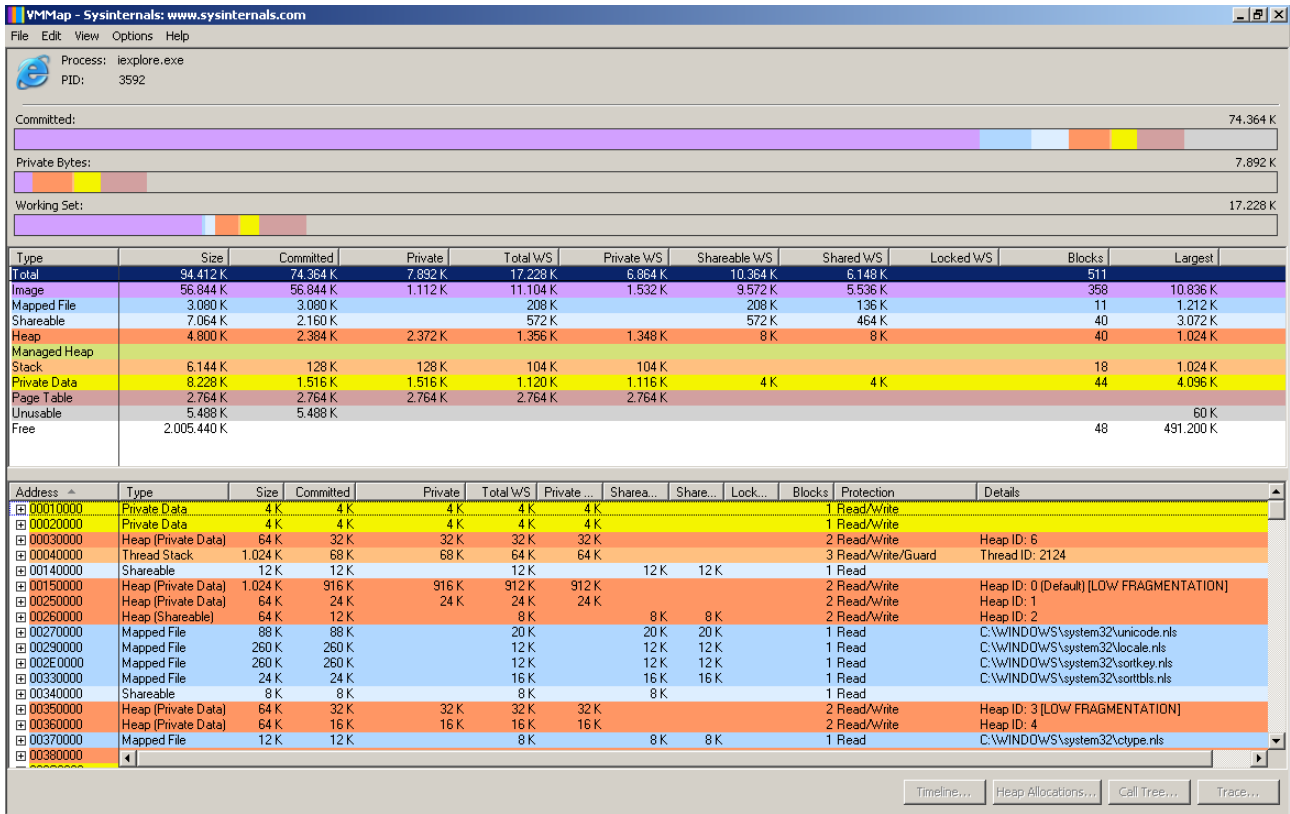 VMMap - Sysinternals: www.sysinternals.com
File Edit View Options Help
Process: iexplore.exe
PID: 3592
Committed: 74.364 K
Private Bytes: 7.892 K
Working Set: 17.228 K
Type Size Committed Private Total WS Private WS Shareable WS Shared WS Locked WS Blocks Largest
Total 94.412 K 74.364 K 7.892 K 17.228 K 6.864 K 10.364 K 6.148 K 511
Image 56.844 K 56.844 K 1.112 K 11.104 K 1.532 K 9.572 K 5.536 K 358 10.836 K
Mapped File 3.080 K 3.080 K 208 K 208 K 136 K 11 1.212 K
Shareable 7.064 K 2.160 K 572 K 572 K 464 K 40 3.072 K
Heap 4.800 K 2.384 K 2.372 K 1.356 K 1.348 K 8 K 8 K 40 1.024 K
Managed Heap
Stack 6.144 K 128 K 128 K 104 K 104 K 18 1.024 K
Private Data 8.228 K 1.516 K 1.516 K 1.120 K 1.116 K 4 K 4 K 44 4.096 K
Page Table 2.764 K 2.764 K 2.764 K 2.764 K 2.764 K
Unusable 5.488 K 5.488 K 60 K
Free 2.005.440 K 48 491.200 K
Address Type Size Committed Private Total WS Private ... Sharea... Share... Lock... Blocks Protection Details
00010000 Private Data 4 K 4 K 4 K 4 K 4 K 1 Read/Write
00020000 Private Data 4 K 4 K 4 K 4 K 4 K 1 Read/Write
00030000 Heap (Private Data) 64 K 32 K 32 K 32 K 32 K 2 Read/Write Heap ID: 6
00040000 Thread Stack 1.024 K 68 K 68 K 64 K 64 K 3 Read/Write/Guard Thread ID: 2124
00140000 Shareable 12 K 12 K 12 K 12 K 12 K 1 Read
00150000 Heap (Private Data) 1.024 K 916 K 916 K 912 K 912 K 2 Read/Write Heap ID: 0 (Default) [LOW FRAGMENTATION]
00250000 Heap (Private Data) 64 K 24 K 24 K 24 K 24 K 2 Read/Write Heap ID: 1
00260000 Heap (Shareable) 64 K 12 K 8 K 8 K 8 K 2 Read/Write Heap ID: 2
00270000 Mapped File 88 K 88 K 20 K 20 K 20 K 1 Read C:\WINDOWS\system32\unicode.nls
00290000 Mapped File 260 K 260 K 12 K 12 K 12 K 1 Read C:\WINDOWS\system32\locale.nls
002E0000 Mapped File 260 K 260 K 12 K 12 K 12 K 1 Read C:\WINDOWS\system32\sortkey.nls
00330000 Mapped File 24 K 24 K 16 K 16 K 16 K 1 Read C:\WINDOWS\system32\sorttbls.nls
00340000 Shareable 8 K 8 K 8 K 8 K 1 Read
00350000 Heap (Private Data) 64 K 32 K 32 K 32 K 32 K 2 Read/Write Heap ID: 3 [LOW FRAGMENTATION]
00360000 Heap (Private Data) 64 K 16 K 16 K 16 K 16 K 2 Read/Write Heap ID: 4
00370000 Mapped File 12 K 12 K 8 K 8 K 8 K 1 Read C:\WINDOWS\system32\ctype.nls
00380000
Timeline... Heap Allocations... Call Tree... Trace...